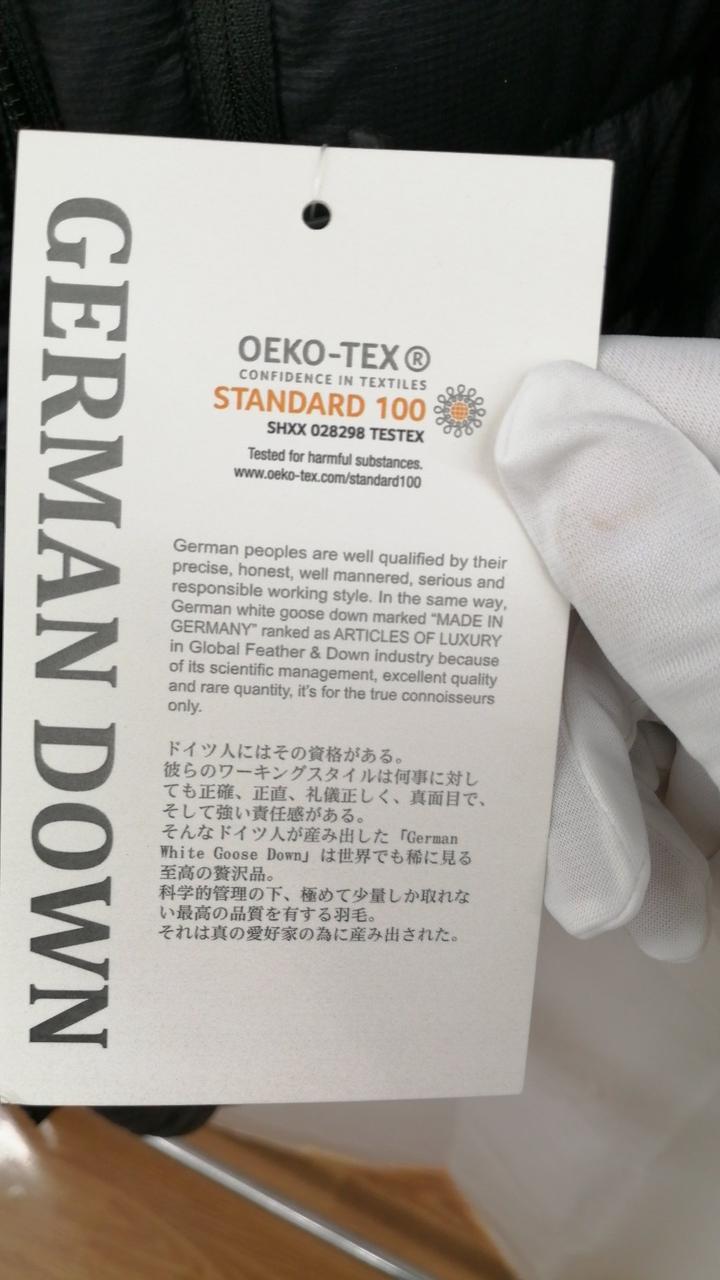 GERMAN DOWN
OEKO-TEX®
CONFIDENCE IN TEXTILES
STANDARD 100
SHXX 028298 TESTEX
Tested for harmful substances.
www.oeko-tex.com/standard100
German peoples are well qualified by their
precise, honest, well mannered, serious and
responsible working style. In the same way,
German white goose down marked “MADE IN
GERMANY” ranked as ARTICLES OF LUXURY
in Global Feather & Down industry because
of its scientific management, excellent quality
and rare quantity, it’s for the true connoisseurs
only.
ドイツ人にはその資格がある。
彼らのワーキングスタイルは何事に対し
ても正確、正直、礼儀正しく、真面目で、
そして強い責任感がある。
そんなドイツ人が産み出した「German
White Goose Down」は世界でも稀に見る
至高の贅沢品。
科学的管理の下、極めて少量しか取れな
い最高の品質を有する羽毛。
それは真の愛好家の為に産み出された。